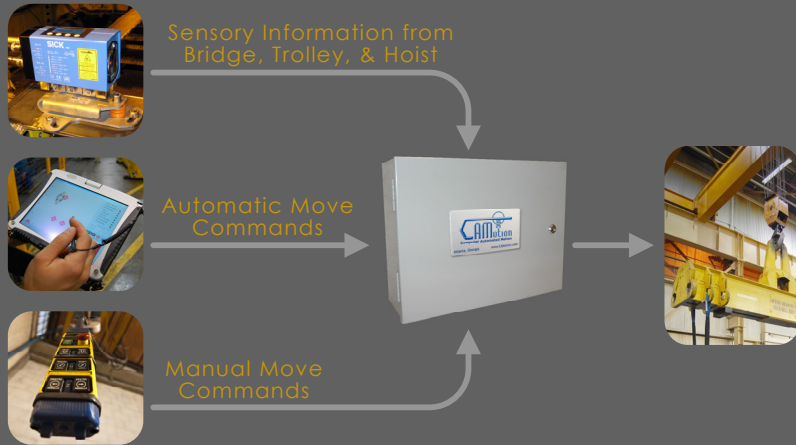 Sensory Information from
Bridge, Trolley, & Hoist
SICK
Automatic Move
Commands
CAMotion
Manual Move
Commands